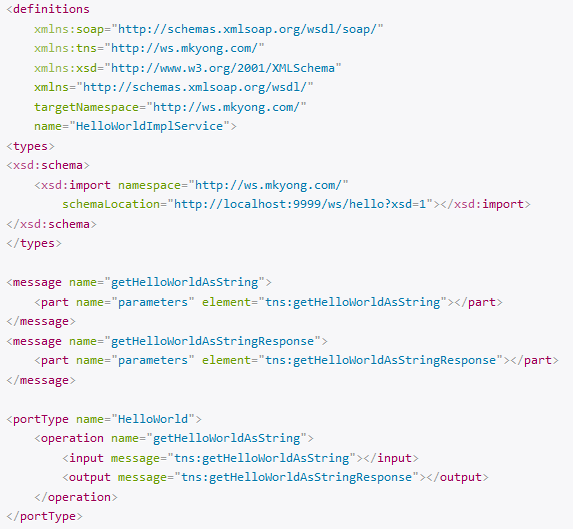 <definitions
    xmlns:soap="http://schemas.xmlsoap.org/wsdl/soap/"
    xmlns:tns="http://ws.mkyong.com/"
    xmlns:xsd="http://www.w3.org/2001/XMLSchema"
    xmlns="http://schemas.xmlsoap.org/wsdl/"
    targetNamespace="http://ws.mkyong.com/"
    name="HelloWorldImplService">
<types>
<xsd:schema>
    <xsd:import namespace="http://ws.mkyong.com/"
        schemaLocation="http://localhost:9999/ws/hello?xsd=1"></xsd:import>
</xsd:schema>
</types>

<message name="getHelloWorldAsString">
    <part name="parameters" element="tns:getHelloWorldAsString"></part>
</message>
<message name="getHelloWorldAsStringResponse">
    <part name="parameters" element="tns:getHelloWorldAsStringResponse"></part>
</message>

<portType name="HelloWorld">
    <operation name="getHelloWorldAsString">
        <input message="tns:getHelloWorldAsString"></input>
        <output message="tns:getHelloWorldAsStringResponse"></output>
    </operation>
</portType>